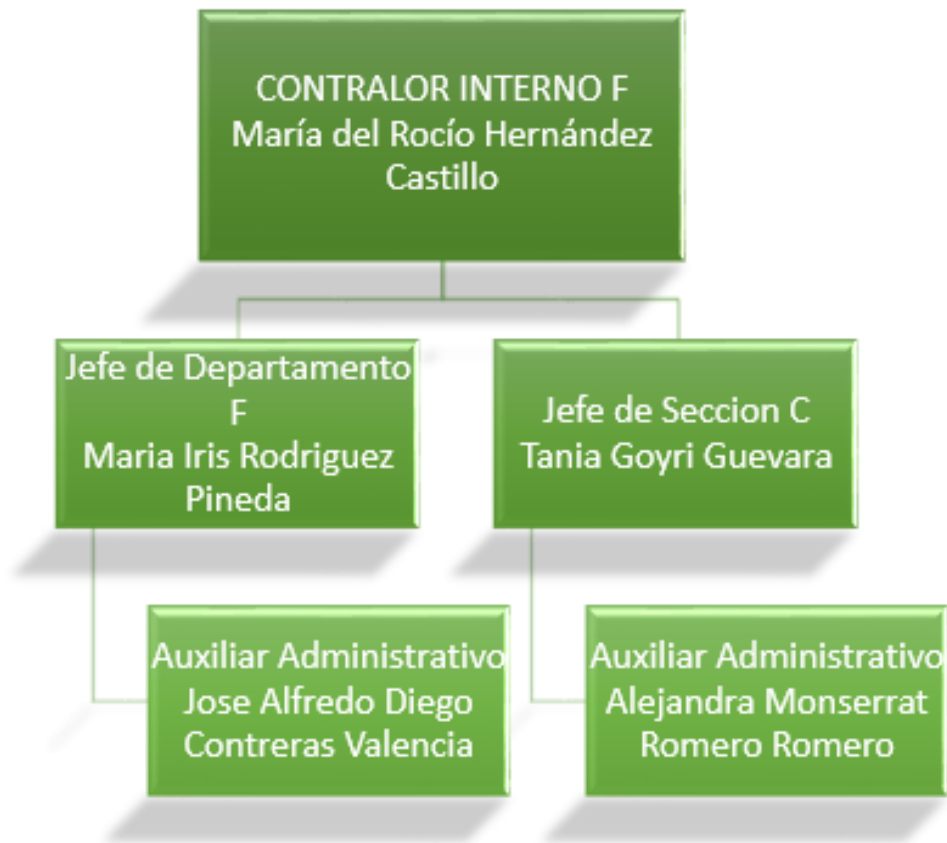 CONTRALOR INTERNO F
María del Rocío Hernández
Castillo
Jefe de Departamento
F
Maria Iris Rodriguez
Pineda
Jefe de Seccion C
Tania Goyri Guevara
Auxiliar Administrativo
Jose Alfredo Diego
Contreras Valencia
Auxiliar Administrativo
Alejandra Monserrat
Romero Romero